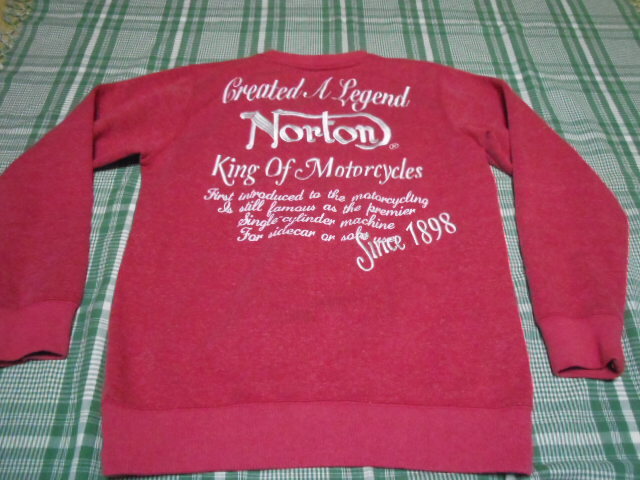 Created A Legend
Norton®
King Of Motorcycles
First introduced to the motorcycling
Is still famous as the premier
Single-cylinder machine
For sidecar or solo
Since 1898